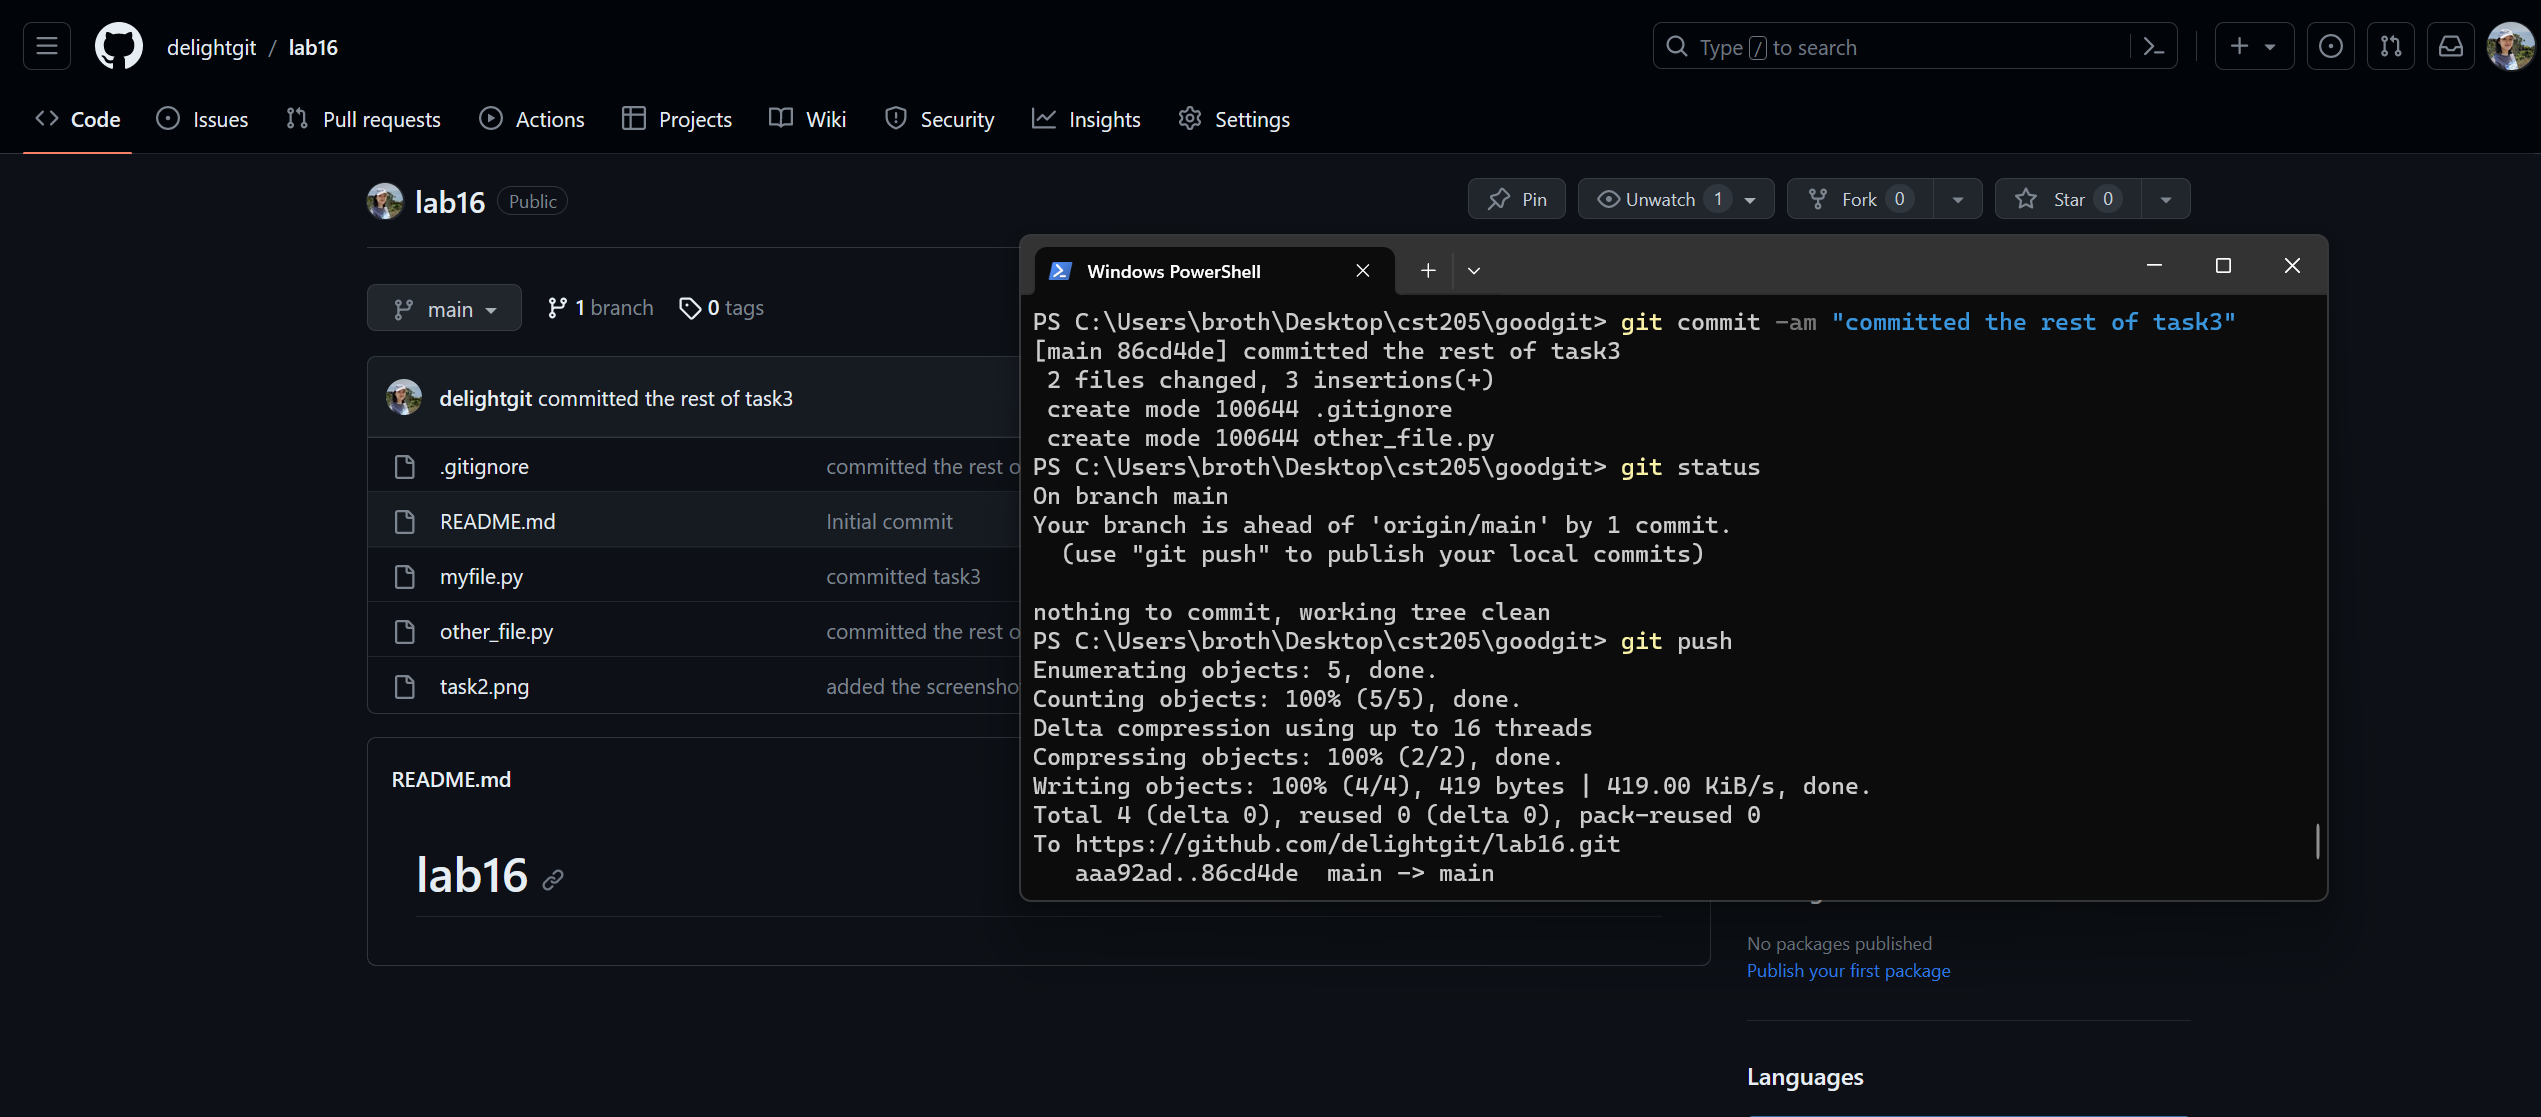 delightgit / lab16
Type / to search
Code
Issues
Pull requests
Actions
Projects
Wiki
Security
Insights
Settings
lab16 Public
Pin
Unwatch 1
Fork 0
Star 0
main
1 branch
0 tags
delightgit committed the rest of task3
.gitignore committed the rest o
README.md Initial commit
myfile.py committed task3
other_file.py committed the rest o
task2.png added the screensho
README.md
lab16
Windows PowerShell
PS C:\Users\broth\Desktop\cst205\goodgit> git commit -am "committed the rest of task3"
[main 86cd4de] committed the rest of task3
 2 files changed, 3 insertions(+)
 create mode 100644 .gitignore
 create mode 100644 other_file.py
PS C:\Users\broth\Desktop\cst205\goodgit> git status
On branch main
Your branch is ahead of 'origin/main' by 1 commit.
  (use "git push" to publish your local commits)
nothing to commit, working tree clean
PS C:\Users\broth\Desktop\cst205\goodgit> git push
Enumerating objects: 5, done.
Counting objects: 100% (5/5), done.
Delta compression using up to 16 threads
Compressing objects: 100% (2/2), done.
Writing objects: 100% (4/4), 419 bytes | 419.00 KiB/s, done.
Total 4 (delta 0), reused 0 (delta 0), pack-reused 0
To https://github.com/delightgit/lab16.git
   aaa92ad..86cd4de  main -> main
No packages published
Publish your first package
Languages